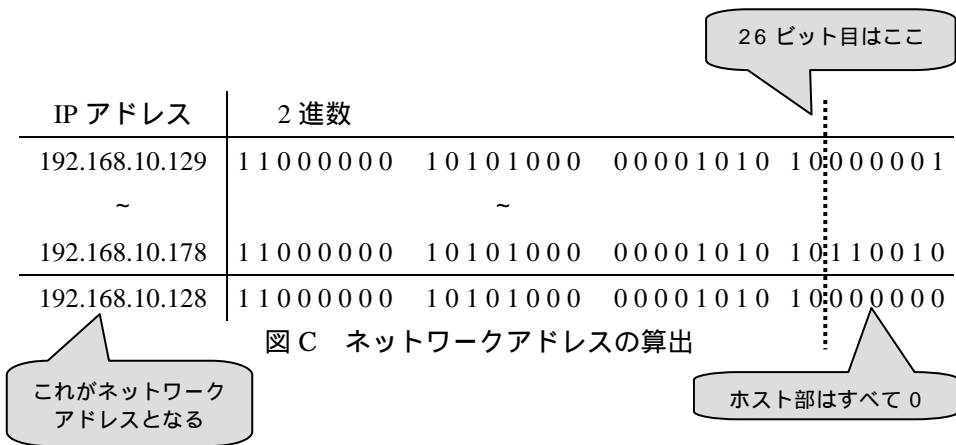 26 ビット目はここ
IP アドレス 2 進数
192.168.10.129 11000000 10101000 00001010 10000001
~ ~
192.168.10.178 11000000 10101000 00001010 10110010
192.168.10.128 11000000 10101000 00001010 10000000
図 C ネットワークアドレスの算出
これがネットワーク
アドレスとなる
ホスト部はすべて 0